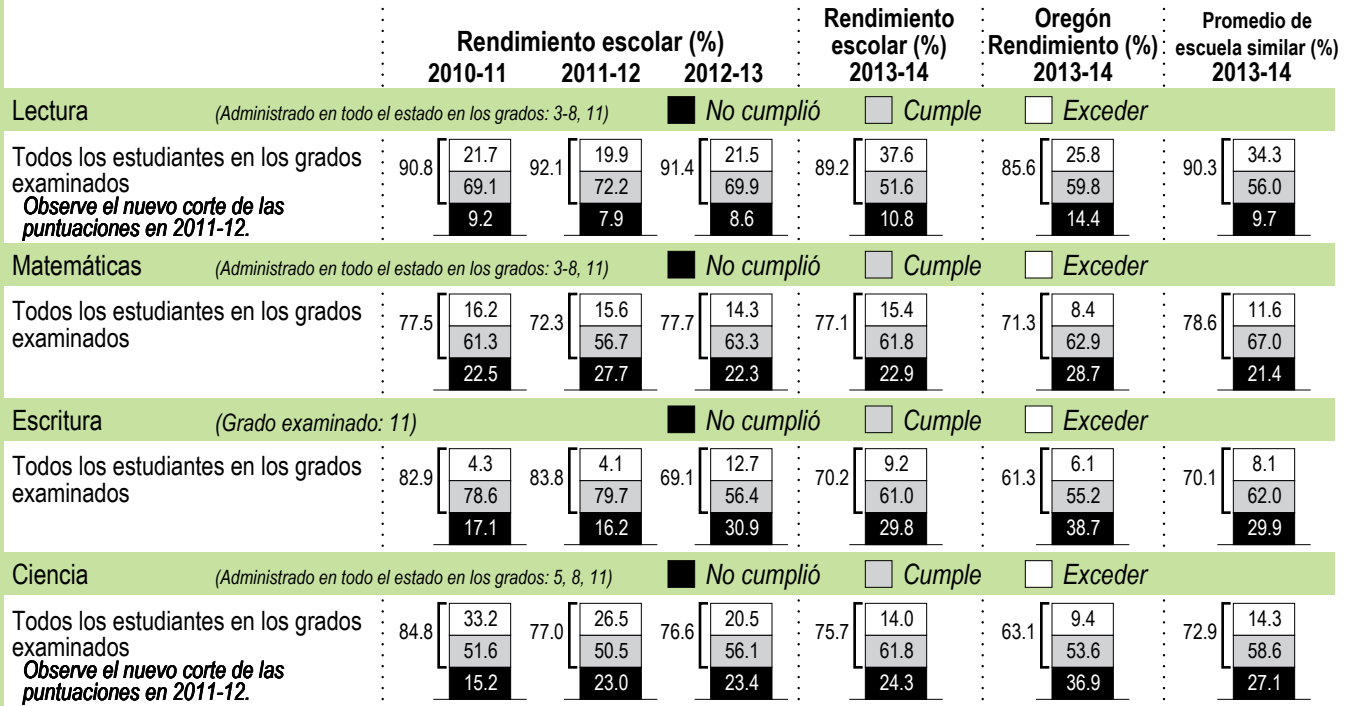 Rendimiento escolar (%)
2010-11 2011-12 2012-13
Rendimiento
escolar (%)
2013-14
Oregón
Rendimiento (%)
2013-14
Promedio de
escuela similar (%)
2013-14
Lectura (Administrado en todo el estado en los grados: 3-8, 11) No cumplió Cumple Exceder
Todos los estudiantes en los grados
examinados
Observe el nuevo corte de las
puntuaciones en 2011-12.
90.8 21.7 69.1 9.2
92.1 19.9 72.2 7.9
91.4 21.5 69.9 8.6
89.2 37.6 51.6 10.8
85.6 25.8 59.8 14.4
90.3 34.3 56.0 9.7
Matemáticas (Administrado en todo el estado en los grados: 3-8, 11) No cumplió Cumple Exceder
Todos los estudiantes en los grados
examinados
77.5 16.2 61.3 22.5
72.3 15.6 56.7 27.7
77.7 14.3 63.3 22.3
77.1 15.4 61.8 22.9
71.3 8.4 62.9 28.7
78.6 11.6 67.0 21.4
Escritura (Grado examinado: 11) No cumplió Cumple Exceder
Todos los estudiantes en los grados
examinados
82.9 4.3 78.6 17.1
83.8 4.1 79.7 16.2
69.1 12.7 56.4 30.9
70.2 9.2 61.0 29.8
61.3 6.1 55.2 38.7
70.1 8.1 62.0 29.9
Ciencia (Administrado en todo el estado en los grados: 5, 8, 11) No cumplió Cumple Exceder
Todos los estudiantes en los grados
examinados
Observe el nuevo corte de las
puntuaciones en 2011-12.
84.8 33.2 51.6 15.2
77.0 26.5 50.5 23.0
76.6 20.5 56.1 23.4
75.7 14.0 61.8 24.3
63.1 9.4 53.6 36.9
72.9 14.3 58.6 27.1